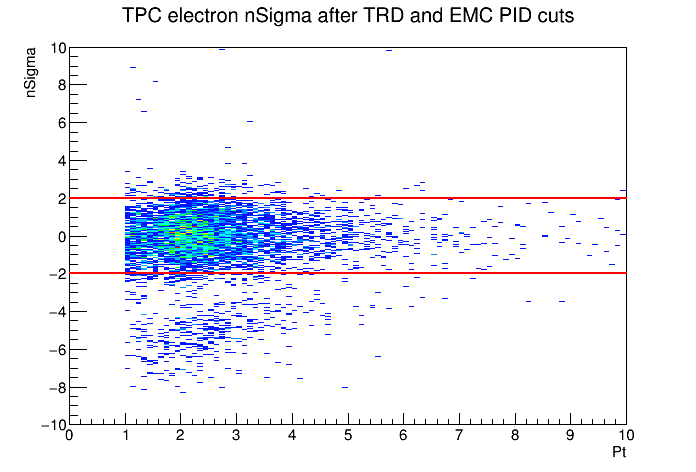 TPC electron nSigma after TRD and EMC PID cuts
nSigma
10
8
6
4
2
0
−2
−4
−6
−8
−10
0 1 2 3 4 5 6 7 8 9 10
Pt